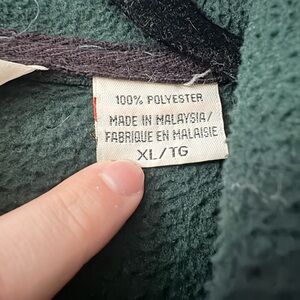 100% POLYESTER
MADE IN MALAYSIA/
FABRIQUE EN MALAISIE
XL/TG